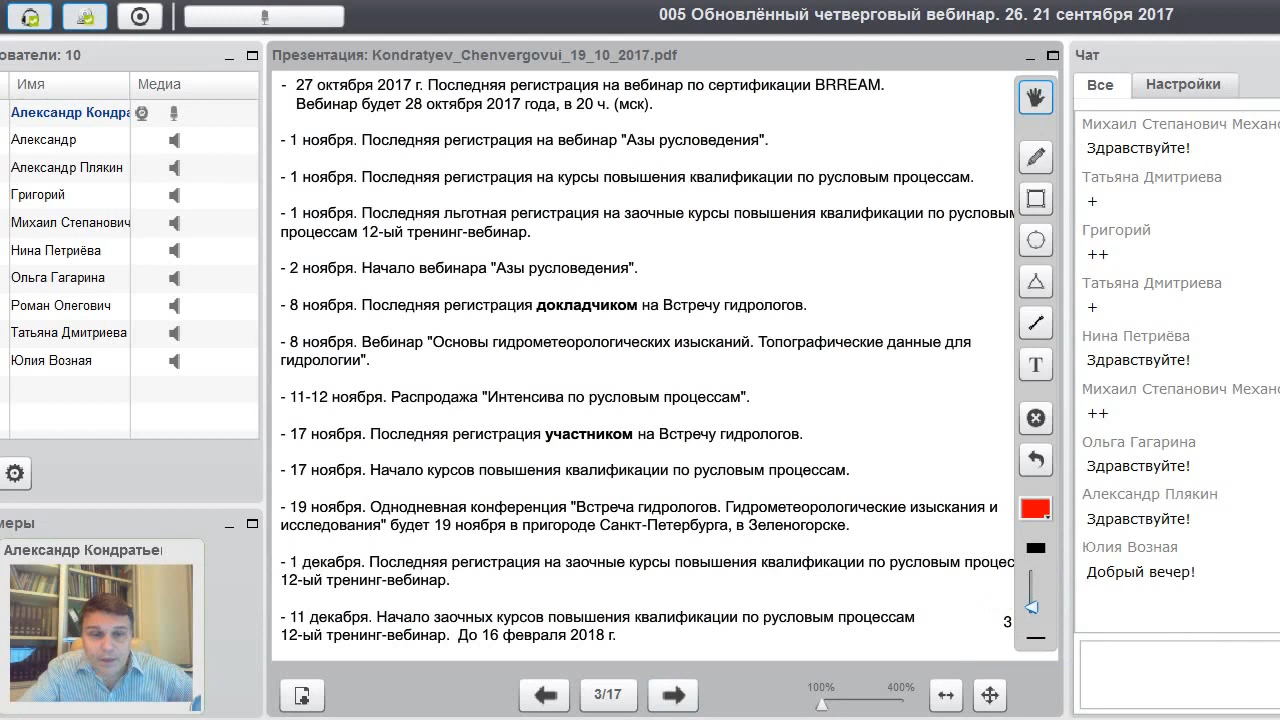 005 Обновлённый четверговый вебинар. 26. 21 сентября 2017
ователи: 10
Имя Медиа
Александр Кондра
Александр
Александр Плякин
Григорий
Михаил Степанович
Нина Петриёва
Ольга Гагарина
Роман Олегович
Татьяна Дмитриева
Юлия Возная
меры
Александр Кондратье
Презентация: Kondratyev_Chenvergovui_19_10_2017.pdf
- 27 октября 2017 г. Последняя регистрация на вебинар по сертификации BRREAM.
Вебинар будет 28 октября 2017 года, в 20 ч. (мск).
- 1 ноября. Последняя регистрация на вебинар "Азы русловедения".
- 1 ноября. Последняя регистрация на курсы повышения квалификации по русловым процессам.
- 1 ноября. Последняя льготная регистрация на заочные курсы повышения квалификации по русловым
процессам 12-ый тренинг-вебинар.
- 2 ноября. Начало вебинара "Азы русловедения".
- 8 ноября. Последняя регистрация докладчиком на Встречу гидрологов.
- 8 ноября. Вебинар "Основы гидрометеорологических изысканий. Топографические данные для
гидрологии".
- 11-12 ноября. Распродажа "Интенсива по русловым процессам".
- 17 ноября. Последняя регистрация участником на Встречу гидрологов.
- 17 ноября. Начало курсов повышения квалификации по русловым процессам.
- 19 ноября. Однодневная конференция "Встреча гидрологов. Гидрометеорологические изыскания и
исследования" будет 19 ноября в пригороде Санкт-Петербурга, в Зеленогорске.
- 1 декабря. Последняя регистрация на заочные курсы повышения квалификации по русловым процес
12-ый тренинг-вебинар.
- 11 декабря. Начало заочных курсов повышения квалификации по русловым процессам
12-ый тренинг-вебинар. До 16 февраля 2018 г.
3
T
3/17
100% 400%
Чат
Все Настройки
Михаил Степанович Механо
Здравствуйте!
Татьяна Дмитриева
+
Григорий
++
Татьяна Дмитриева
+
Нина Петриёва
Здравствуйте!
Михаил Степанович Механо
++
Ольга Гагарина
Здравствуйте!
Александр Плякин
Здравствуйте!
Юлия Возная
Добрый вечер!